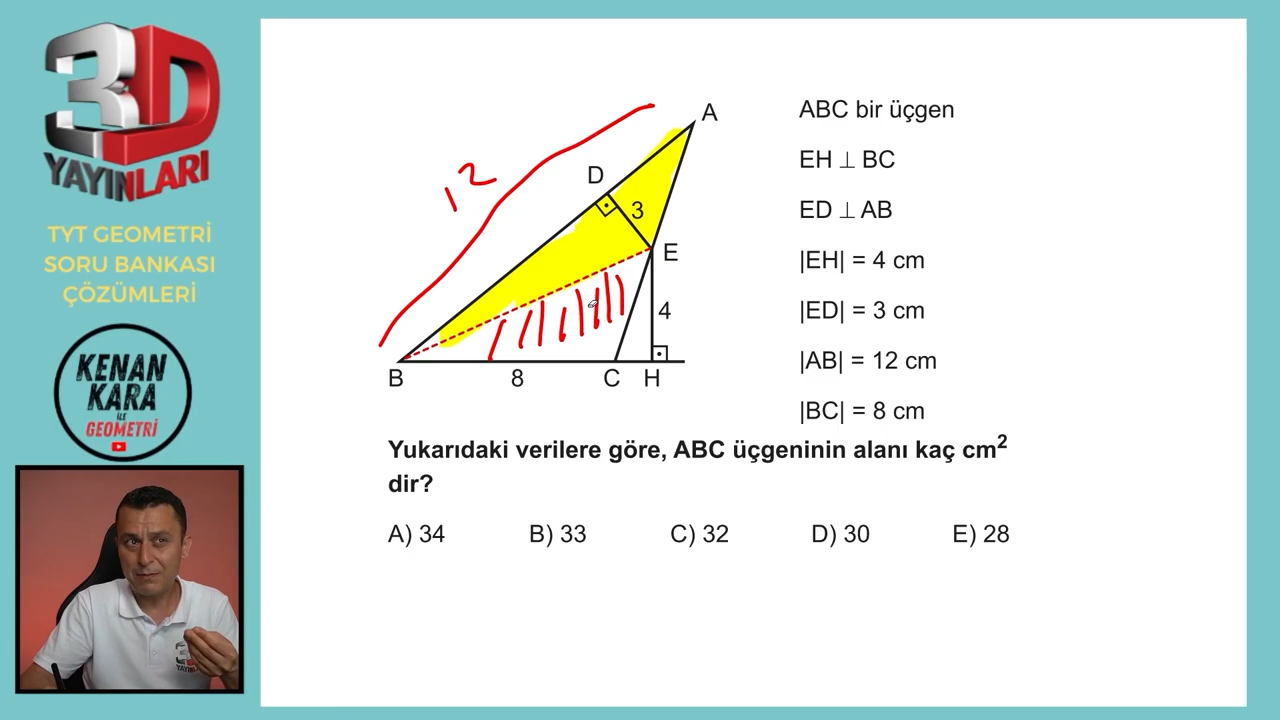 3D
YAYINLARI
TYT GEOMETRİ
SORU BANKASI
ÇÖZÜMLERİ
KENAN
KARA
İLE
GEOMETRİ
3D
12
A
D
3
E
4
B
8
C
H
ABC bir üçgen
EH ⊥ BC
ED ⊥ AB
|EH| = 4 cm
|ED| = 3 cm
|AB| = 12 cm
|BC| = 8 cm
Yukarıdaki verilere göre, ABC üçgeninin alanı kaç cm²
dir?
A) 34 B) 33 C) 32 D) 30 E) 28